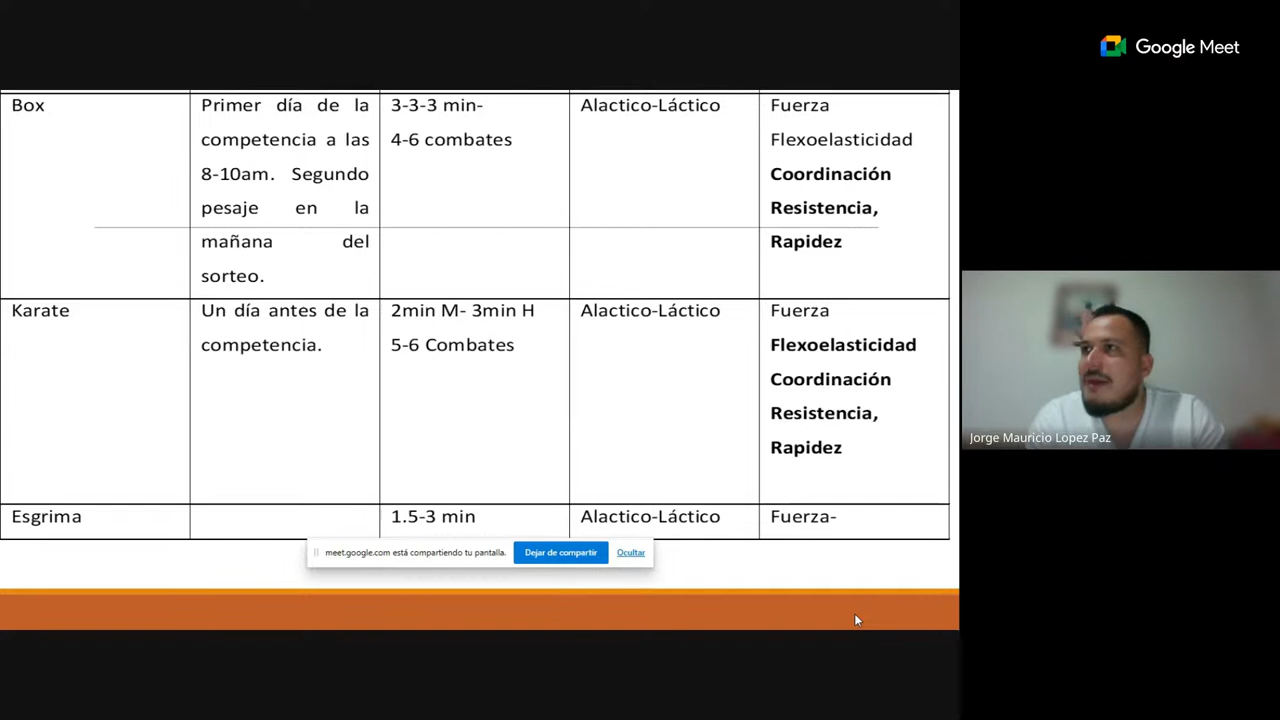 Google Meet
Box
Primer día de la
competencia a las
8-10am. Segundo
pesaje en la
mañana del
sorteo.
3-3-3 min-
4-6 combates
Alactico-Láctico
Fuerza
Flexoelasticidad
Coordinación
Resistencia,
Rapidez
Karate
Un día antes de la
competencia.
2min M- 3min H
5-6 Combates
Alactico-Láctico
Fuerza
Flexoelasticidad
Coordinación
Resistencia,
Rapidez
Esgrima
1.5-3 min
Alactico-Láctico
Fuerza-
meet.google.com está compartiendo tu pantalla.
Dejar de compartir
Ocultar
Jorge Mauricio Lopez Paz